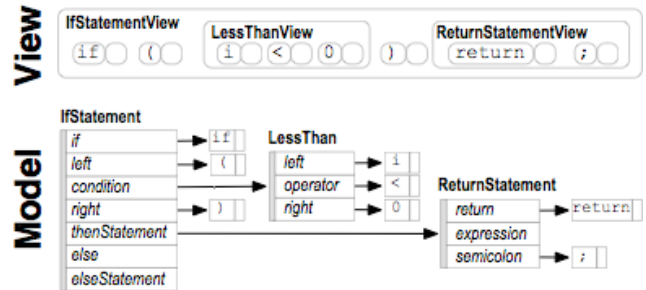 View
IfStatementView
LessThanView
ReturnStatementView
if ( i < 0 ) return ;
Model
IfStatement
if if
left (
condition
right )
thenStatement
else
elseStatement
LessThan
left i
operator <
right 0
ReturnStatement
return return
expression
semicolon ;